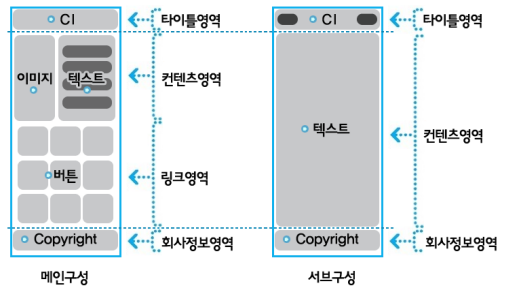 CI
타이틀영역
이미지
텍스트
컨텐츠영역
버튼
링크영역
Copyright
회사정보영역
메인구성
CI
타이틀영역
텍스트
컨텐츠영역
Copyright
회사정보영역
서브구성